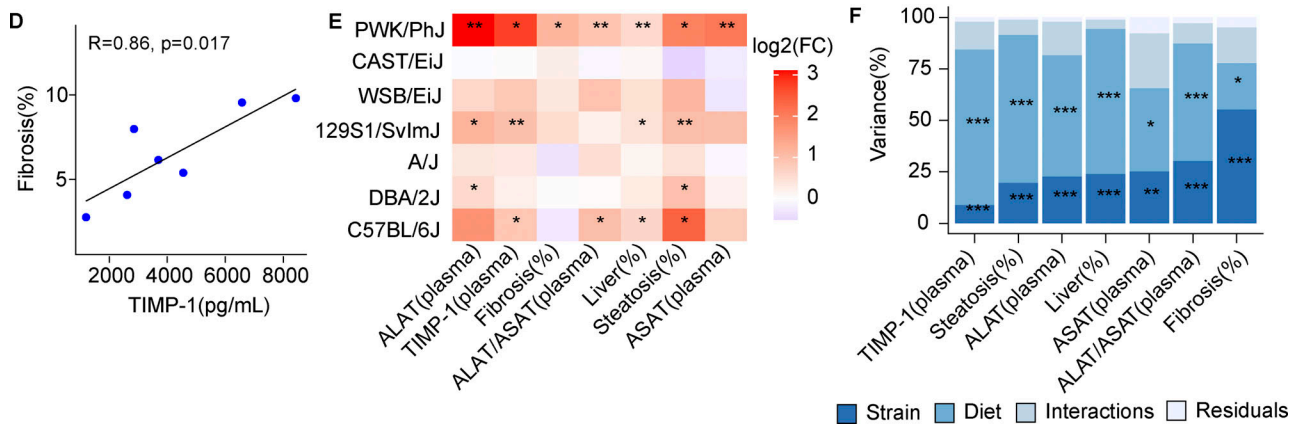 D
R=0.86, p=0.017
Fibrosis(%)
10
5
2000 4000 6000 8000
TIMP-1(pg/mL)
E
PWK/PhJ ** * * ** ** * **
CAST/EiJ
WSB/EiJ
129S1/SvImJ * ** * **
A/J
DBA/2J * *
C57BL/6J * * * *
ALAT(plasma)
TIMP-1(plasma)
Fibrosis(%)
ALAT/ASAT(plasma)
Liver(%)
Steatosis(%)
ASAT(plasma)
log2(FC)
3
2
1
0
F
Variance(%)
100
75
50
25
0
*** *** *** *** * *** *
*** *** *** *** ** *** ***
TIMP-1(plasma)
Steatosis(%)
ALAT(plasma)
Liver(%)
ASAT(plasma)
ALAT/ASAT(plasma)
Fibrosis(%)
Strain Diet Interactions Residuals